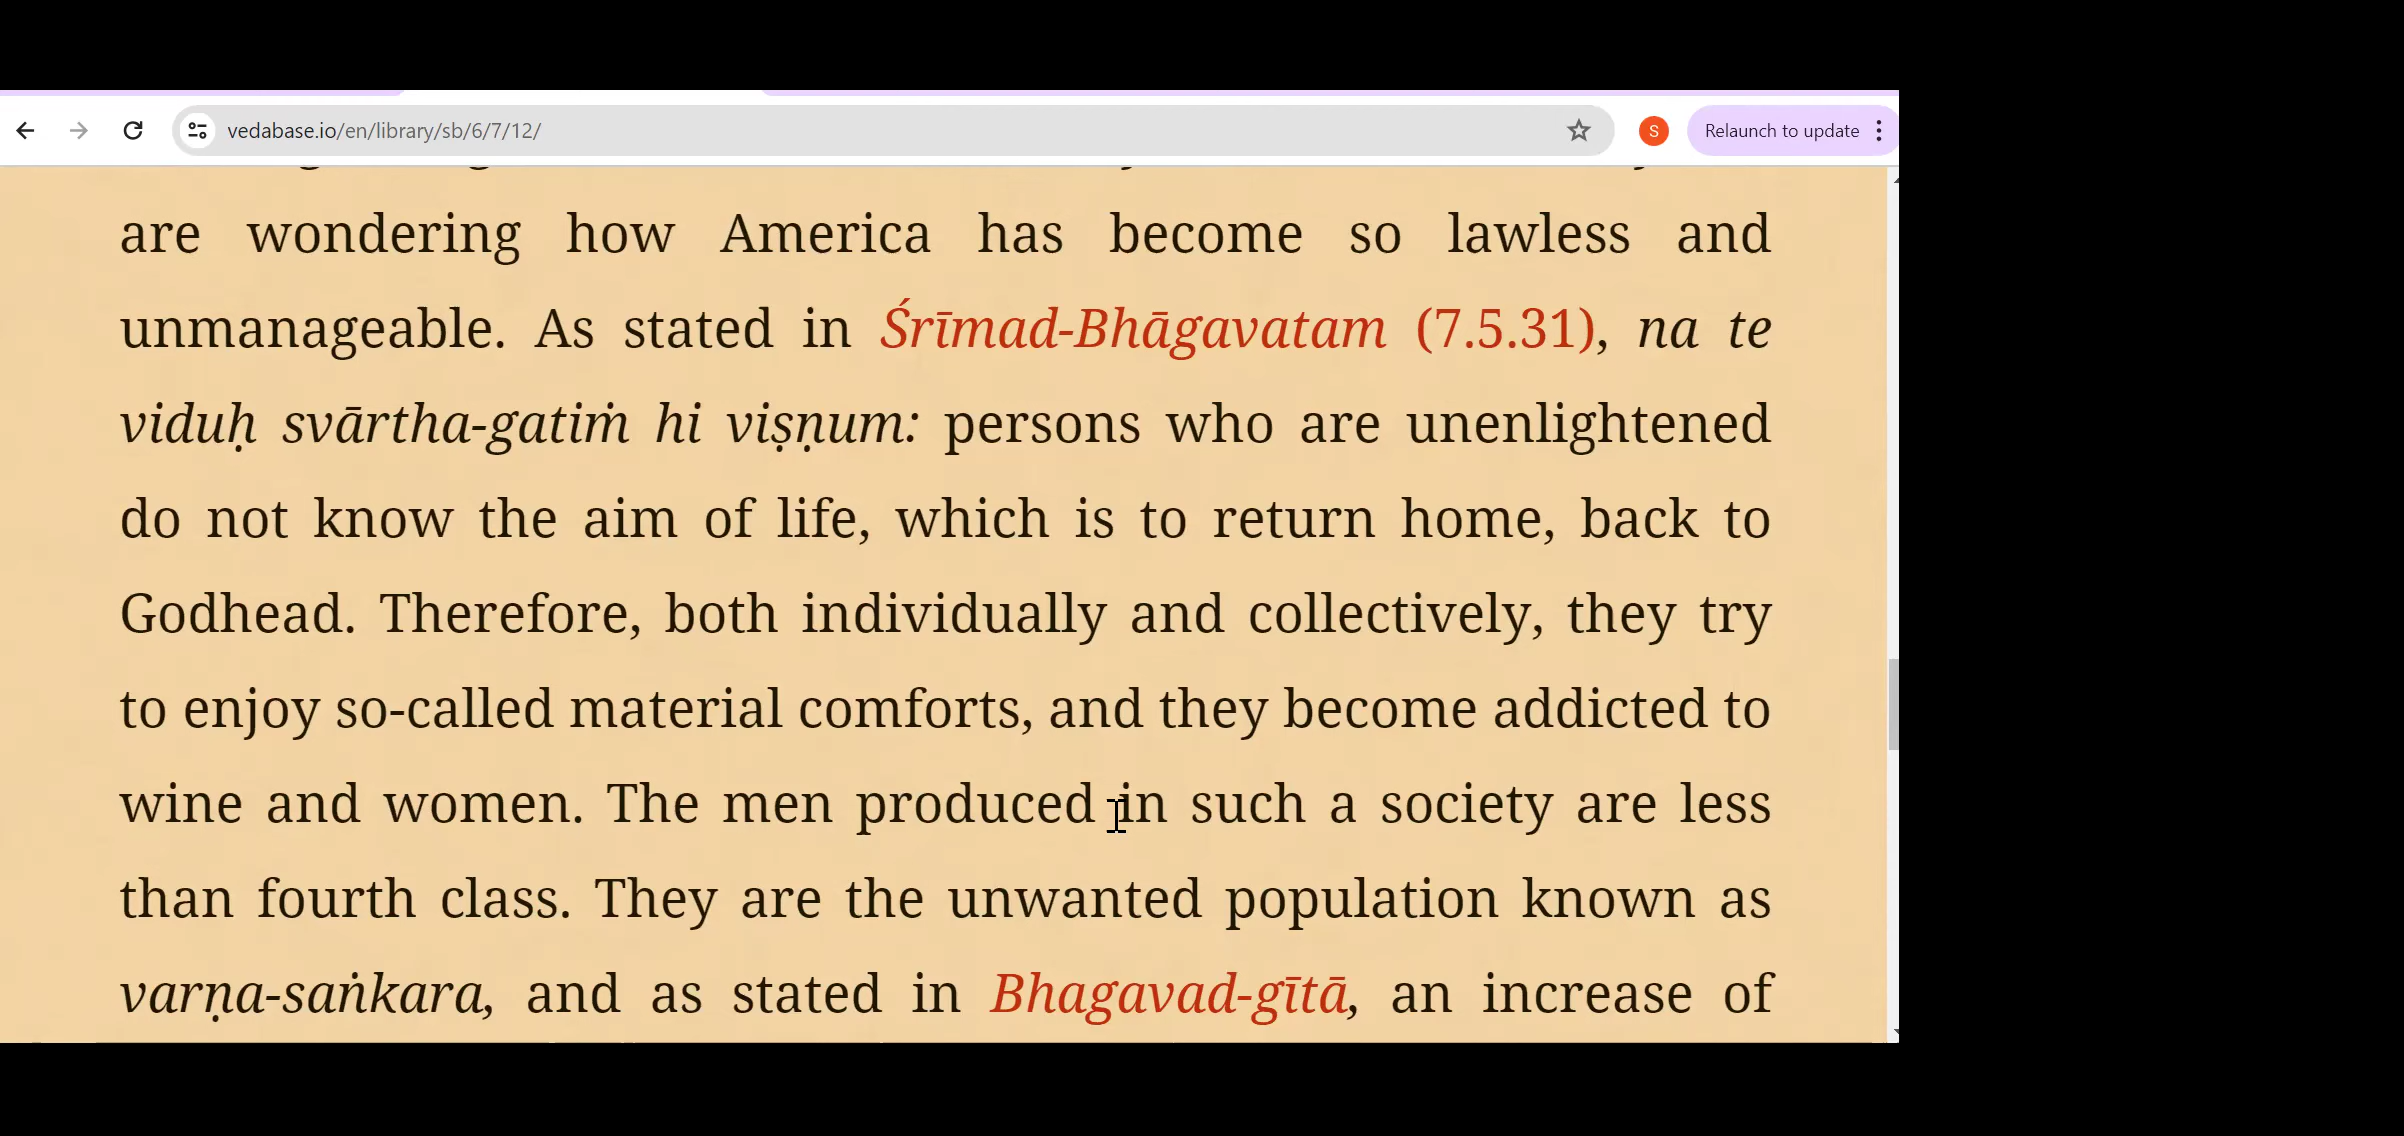 vedabase.io/en/library/sb/6/7/12/
S
Relaunch to update
are wondering how America has become so lawless and
unmanageable. As stated in Śrīmad-Bhāgavatam (7.5.31), na te
viduḥ svārtha-gatiṁ hi viṣṇum: persons who are unenlightened
do not know the aim of life, which is to return home, back to
Godhead. Therefore, both individually and collectively, they try
to enjoy so-called material comforts, and they become addicted to
wine and women. The men produced in such a society are less
than fourth class. They are the unwanted population known as
varṇa-saṅkara, and as stated in Bhagavad-gītā, an increase of